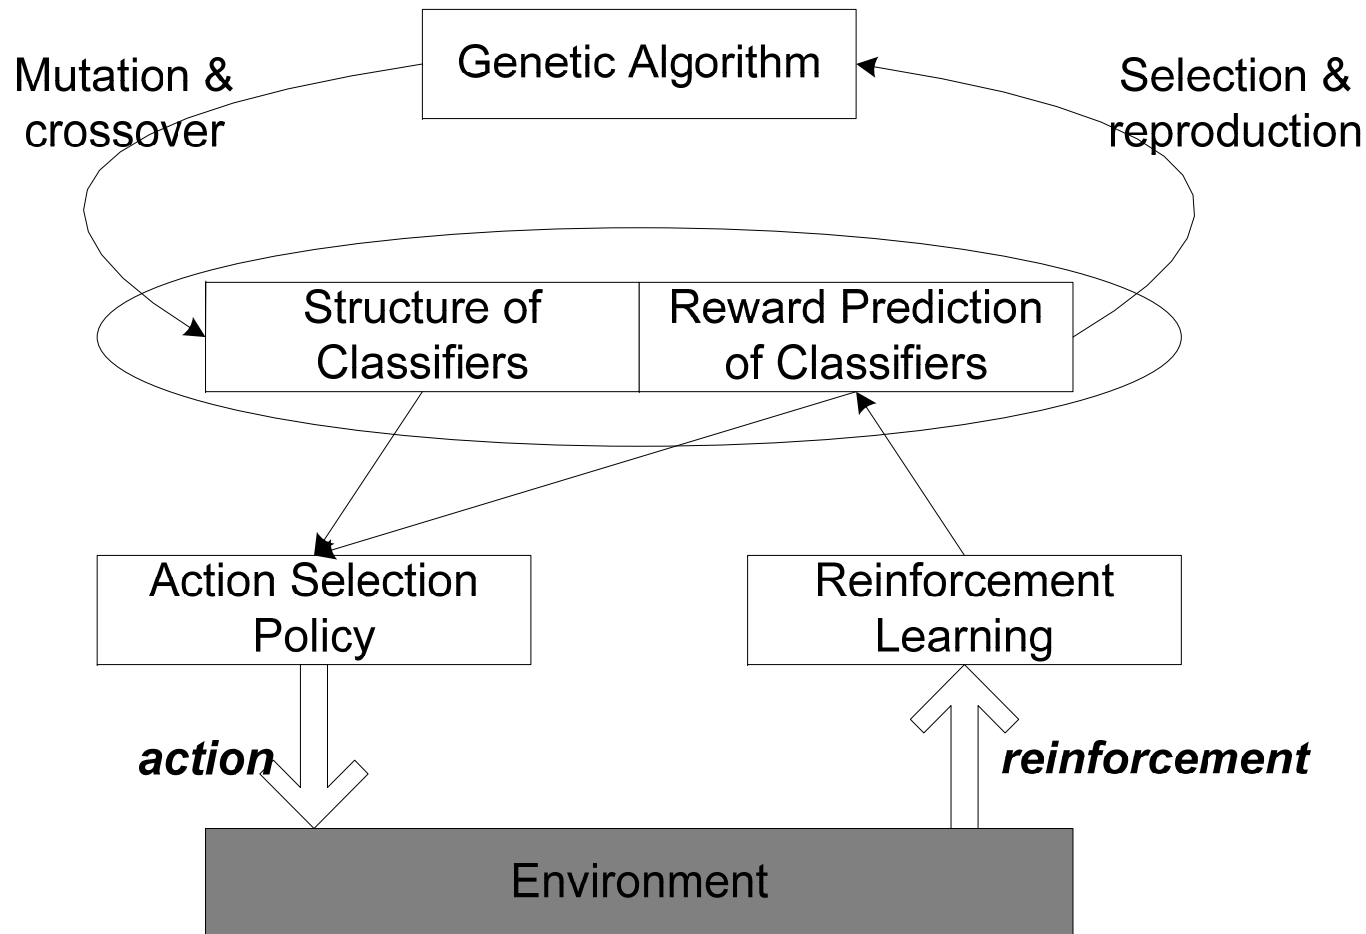 Genetic Algorithm
Mutation &
crossover
Selection &
reproduction
Structure of
Classifiers
Reward Prediction
of Classifiers
Action Selection
Policy
Reinforcement
Learning
action
reinforcement
Environment